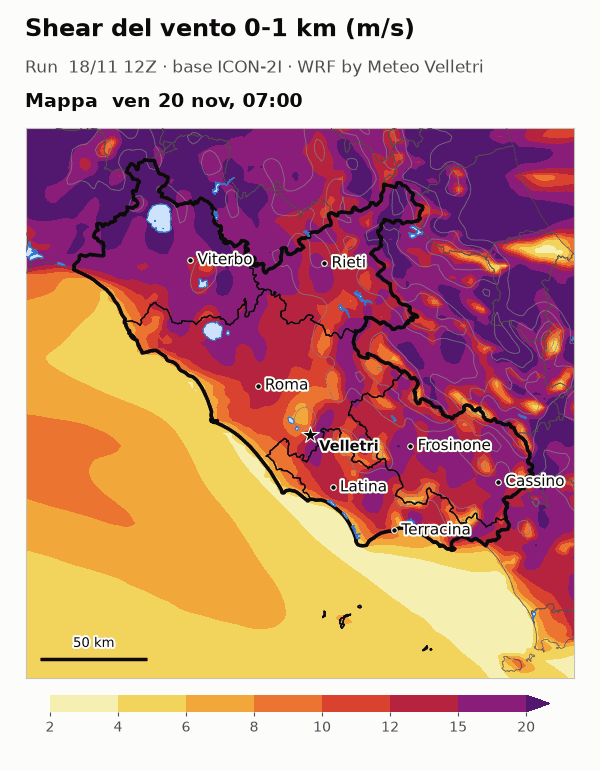 Shear del vento 0-1 km (m/s)
Run  18/11 12Z · base ICON-2I · WRF by Meteo Velletri
Mappa  ven 20 nov, 07:00
Viterbo
Rieti
Roma
Velletri
Frosinone
Cassino
Latina
Terracina
50 km
2 4 6 8 10 12 15 20